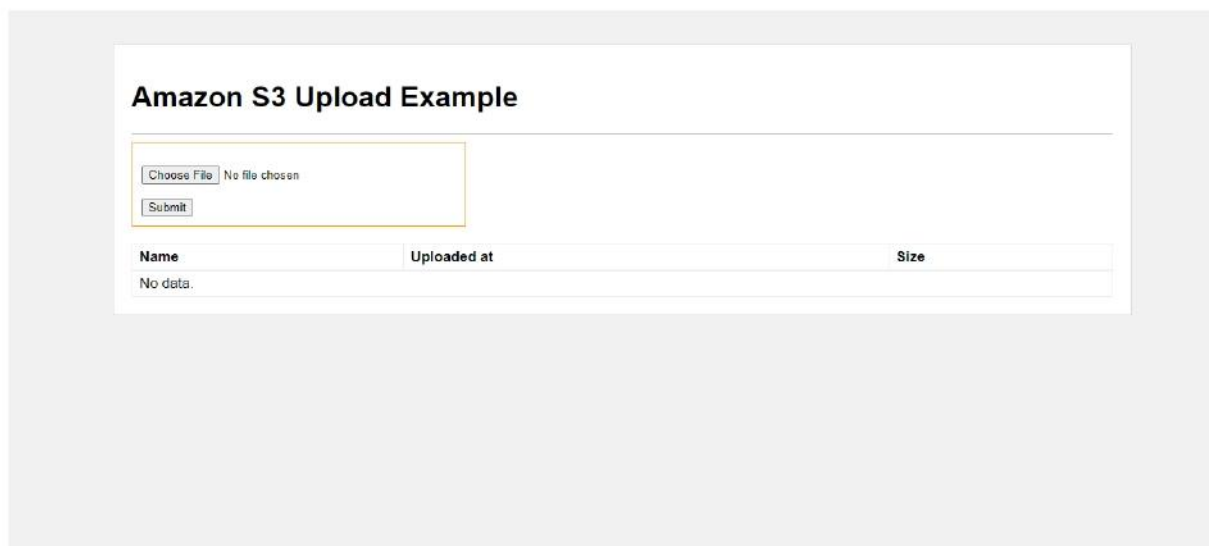 Amazon S3 Upload Example
Choose File No file chosen
Submit
Name Uploaded at Size
No data.